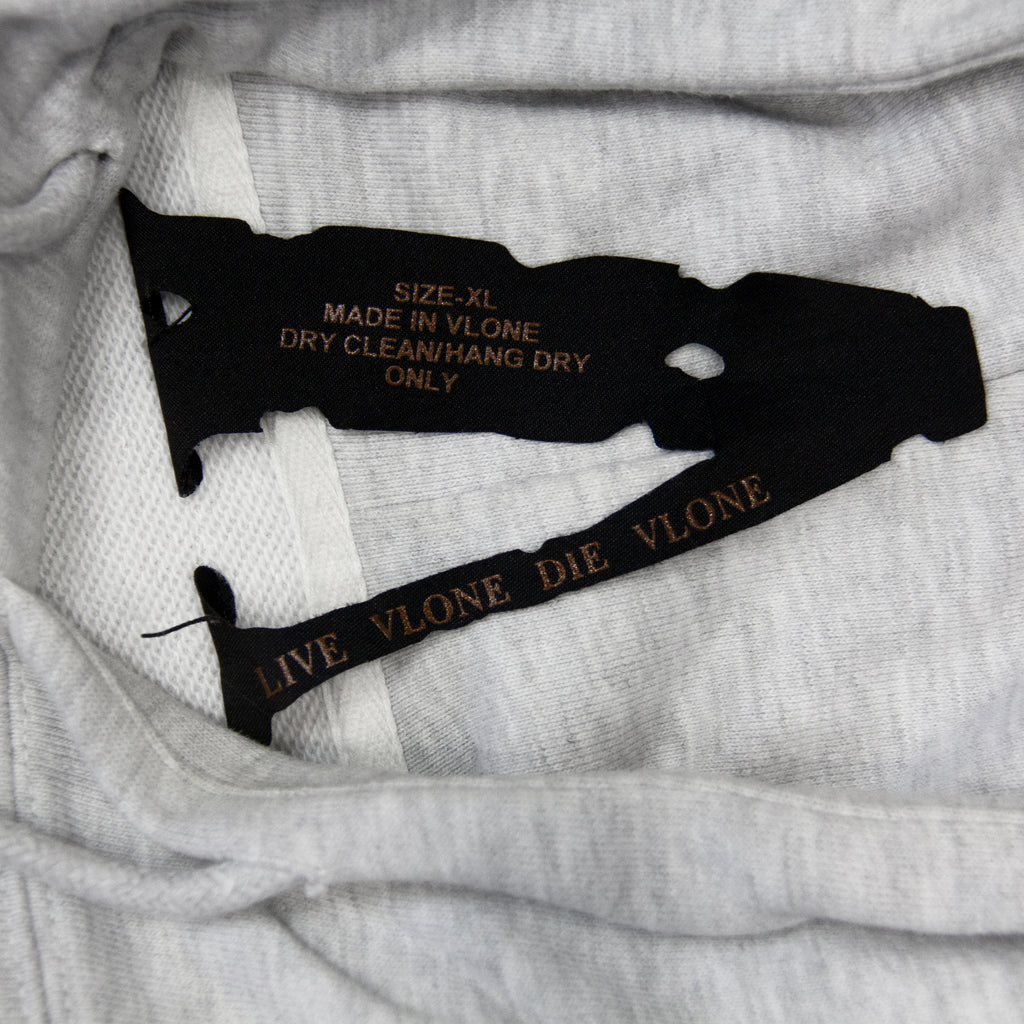 SIZE-XL
MADE IN VLONE
DRY CLEAN/HANG DRY
ONLY
LIVE VLONE DIE VLONE